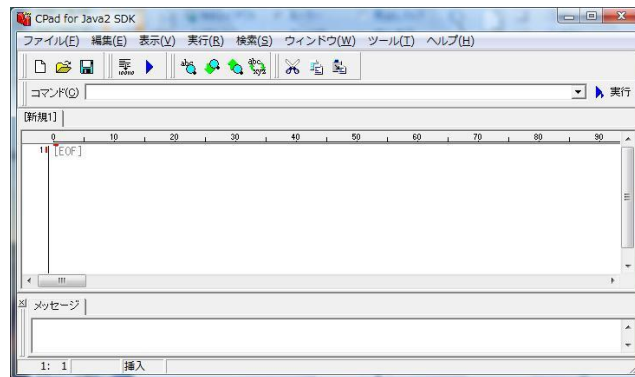 CPad for Java2 SDK
ファイル(F) 編集(E) 表示(V) 実行(R) 検索(S) ウィンドウ(W) ツール(T) ヘルプ(H)
コマンド(C) 実行
[新規1]
0 10 20 30 40 50 60 70 80 90
1 [EOF]
メッセージ
1: 1 挿入